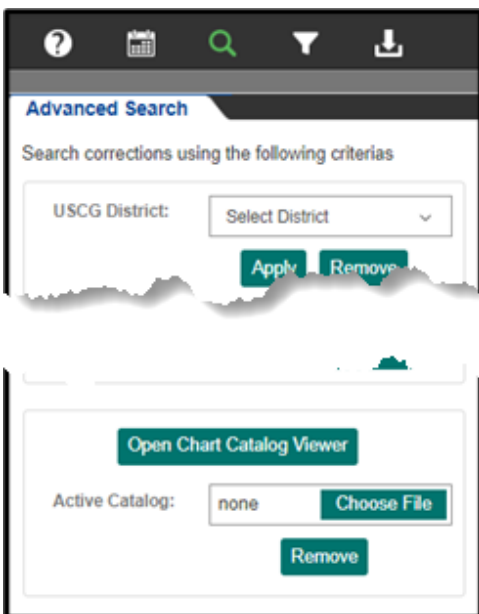 Advanced Search
Search corrections using the following criterias
USCG District: Select District
Apply Remove
Open Chart Catalog Viewer
Active Catalog: none Choose File
Remove